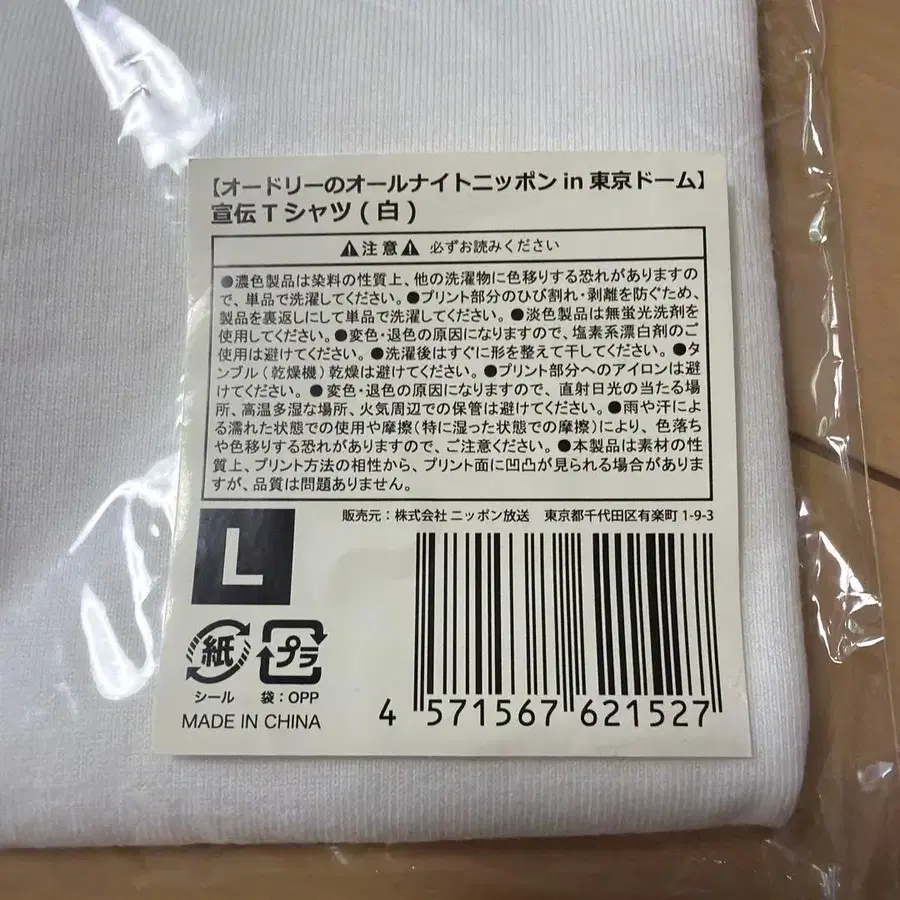 【オードリーのオールナイトニッポン in 東京ドーム】
宣伝Tシャツ(白)
⚠注意⚠ 必ずお読みください
●濃色製品は染料の性質上、他の洗濯物に色移りする恐れがありますの
で、単品で洗濯してください。●プリント部分のひび割れ・剥離を防ぐため、
製品を裏返しにして単品で洗濯してください。●淡色製品は無蛍光洗剤を
使用してください。●変色・退色の原因になりますので、塩素系漂白剤のご
使用は避けてください。●洗濯後はすぐに形を整えて干してください。●タ
ンブル(乾燥機)乾燥は避けてください。●プリント部分へのアイロンは避
けてください。●変色・退色の原因になりますので、直射日光の当たる場
所、高温多湿な場所、火気周辺での保管は避けてください。●雨や汗に
よる濡れた状態での使用や摩擦(特に湿った状態での摩擦)により、色落ち
や色移りする恐れがありますので、ご注意ください。●本製品は素材の性
質上、プリント方法の相性から、プリント面に凹凸が見られる場合がありま
すが、品質は問題ありません。
販売元:株式会社ニッポン放送 東京都千代田区有楽町1-9-3
L
紙 プラ
シール 袋:OPP
MADE IN CHINA
4 571567 621527